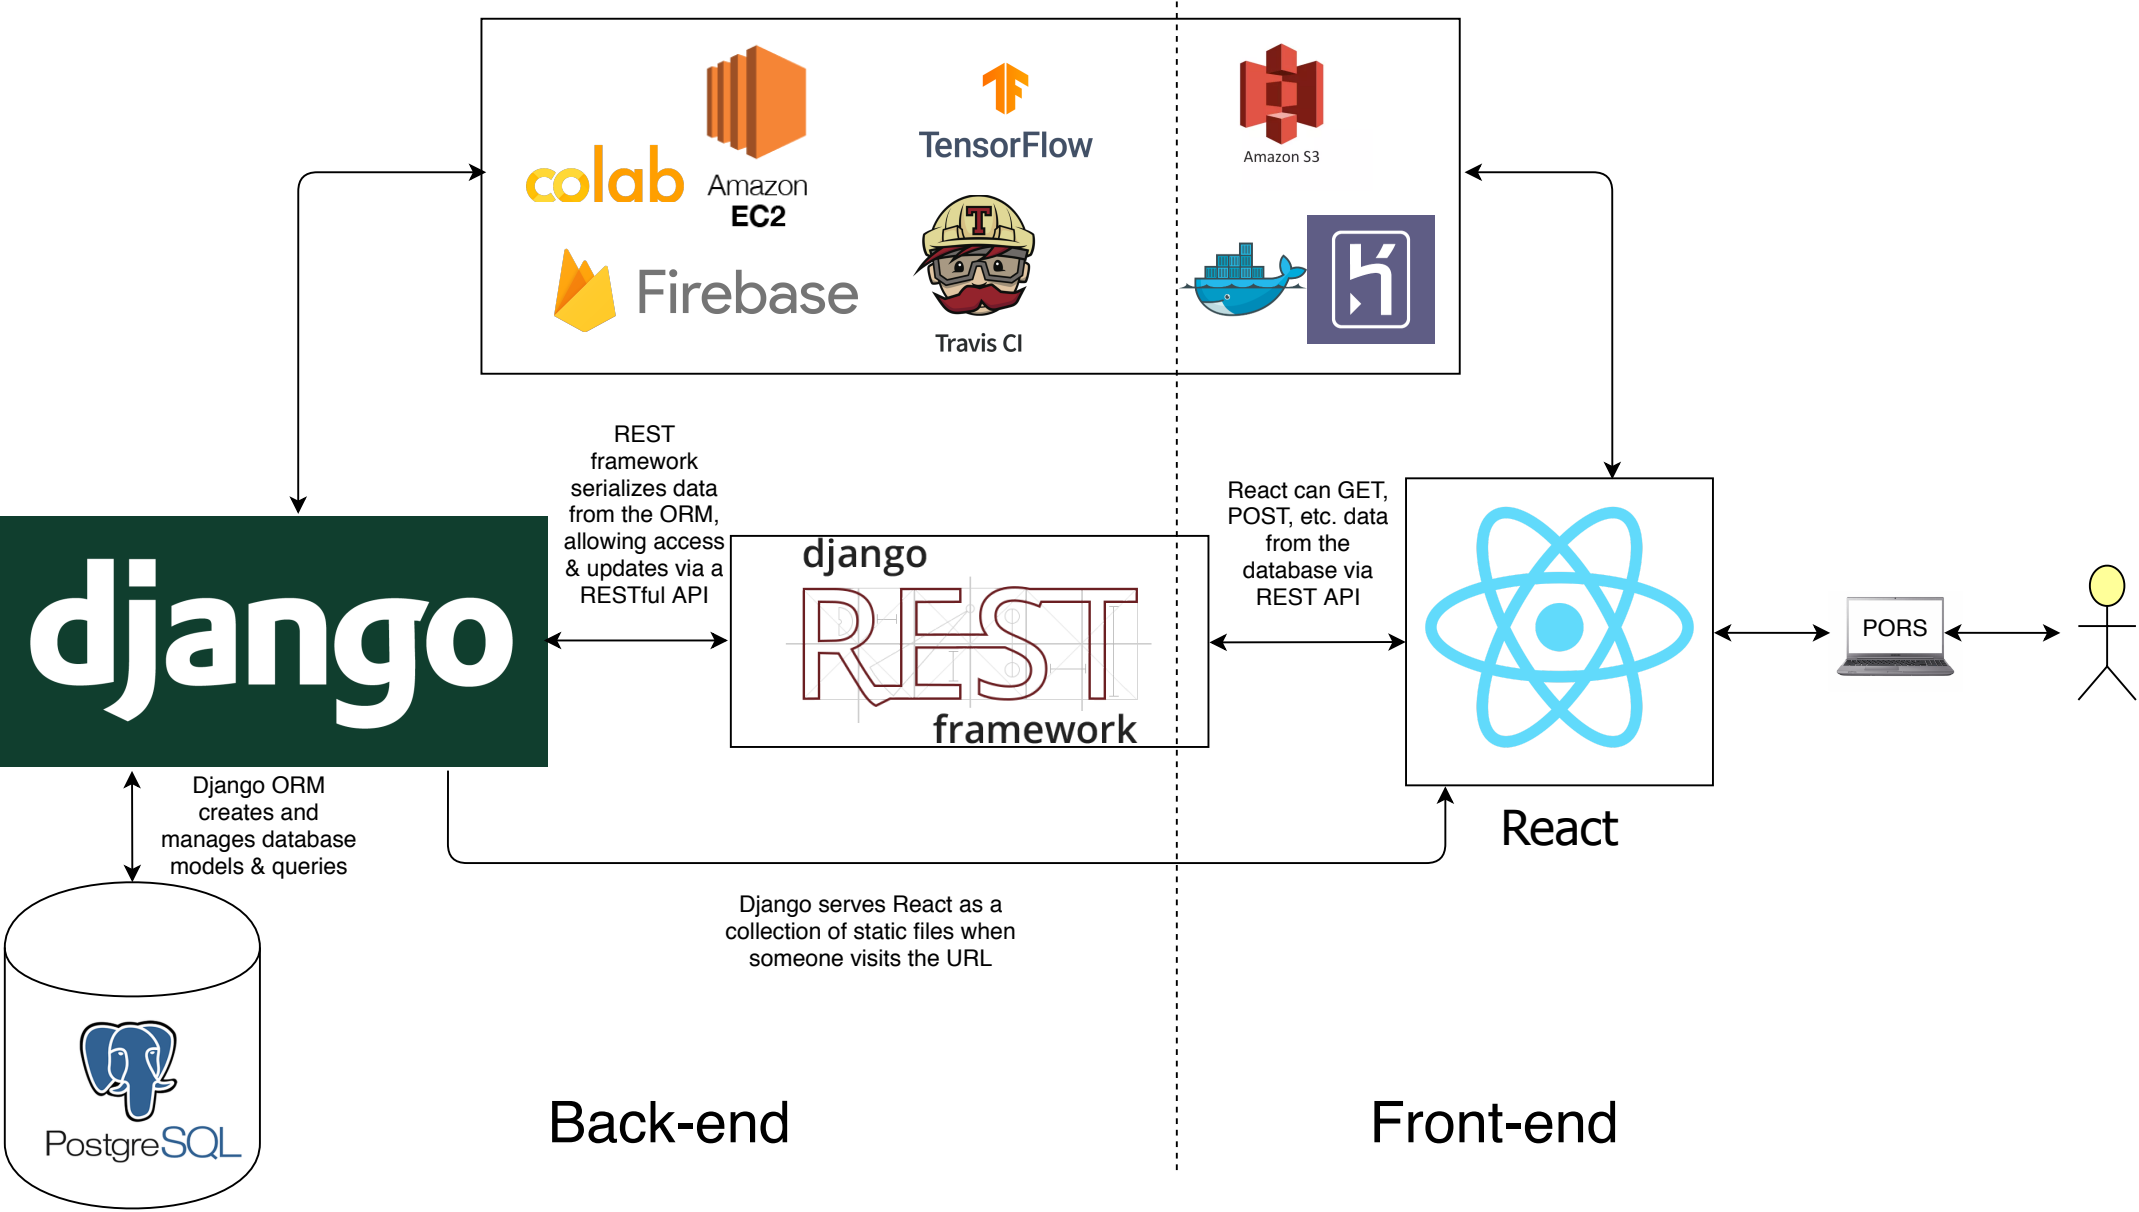 TensorFlow
Amazon S3
colab
Amazon
EC2
T
Firebase
Travis CI
REST
framework
serializes data
from the ORM,
allowing access
& updates via a
RESTful API
React can GET,
POST, etc. data
from the
database via
REST API
django
django
REST
framework
PORS
React
Django ORM
creates and
manages database
models & queries
Django serves React as a
collection of static files when
someone visits the URL
PostgreSQL
Back-end
Front-end